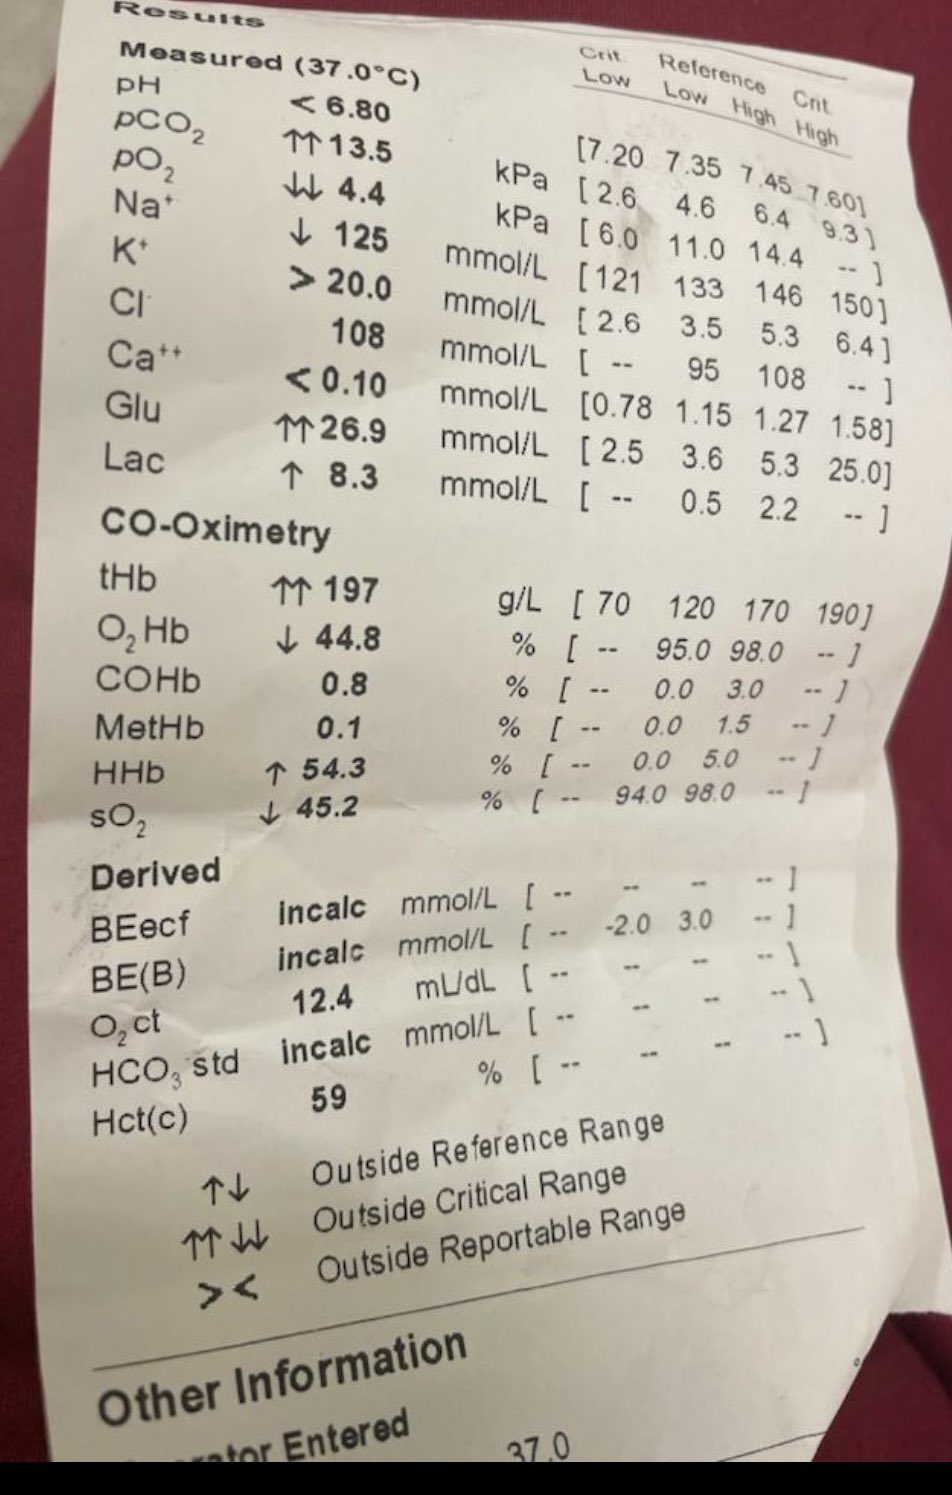 Results
Crit. Reference Crit.
Measured (37.0°C) Low Low High High
pH < 6.80 [7.20 7.35 7.45 7.60]
pCO₂ ↑↑ 13.5 kPa [ 2.6 4.6 6.4 9.3 ]
pO₂ ↓↓ 4.4 kPa [ 6.0 11.0 14.4 -- ]
Na⁺ ↓ 125 mmol/L [121 133 146 150]
K⁺ > 20.0 mmol/L [ 2.6 3.5 5.3 6.4 ]
Cl⁻ 108 mmol/L [ -- 95 108 -- ]
Ca⁺⁺ < 0.10 mmol/L [0.78 1.15 1.27 1.58]
Glu ↑↑ 26.9 mmol/L [ 2.5 3.6 5.3 25.0]
Lac ↑ 8.3 mmol/L [ -- 0.5 2.2 -- ]
CO-Oximetry
tHb ↑↑ 197 g/L [ 70 120 170 190]
O₂Hb ↓ 44.8 % [ -- 95.0 98.0 -- ]
COHb 0.8 % [ -- 0.0 3.0 -- ]
MetHb 0.1 % [ -- 0.0 1.5 -- ]
HHb ↑ 54.3 % [ -- 0.0 5.0 -- ]
sO₂ ↓ 45.2 % [ -- 94.0 98.0 -- ]
Derived
BEecf incalc mmol/L [ -- -- -- -- ]
BE(B) incalc mmol/L [ -- -2.0 3.0 -- ]
O₂ct 12.4 mL/dL [ -- -- -- -- ]
HCO₃ std incalc mmol/L [ -- -- -- -- ]
Hct(c) 59 % [ -- -- -- -- ]
↑↓ Outside Reference Range
↑↑ ↓↓ Outside Critical Range
> < Outside Reportable Range
Other Information
Entered 37.0